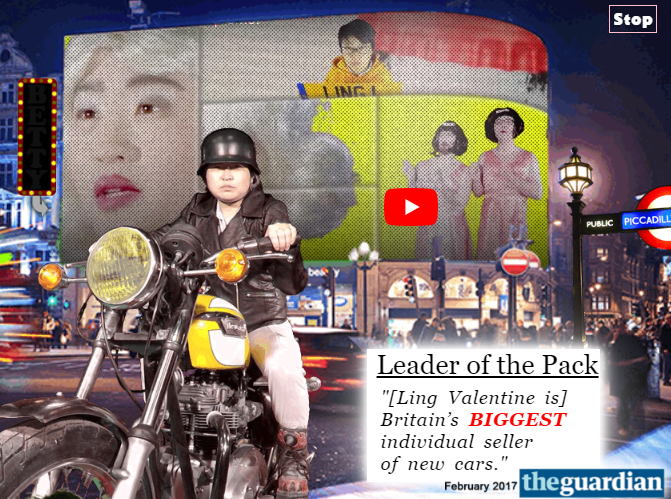 Stop
LING
BETTY
PUBLIC
PICCADILL
Leader of the Pack
"[Ling Valentine is]
Britain's BIGGEST
individual seller
of new cars."
February 2017 theguardian